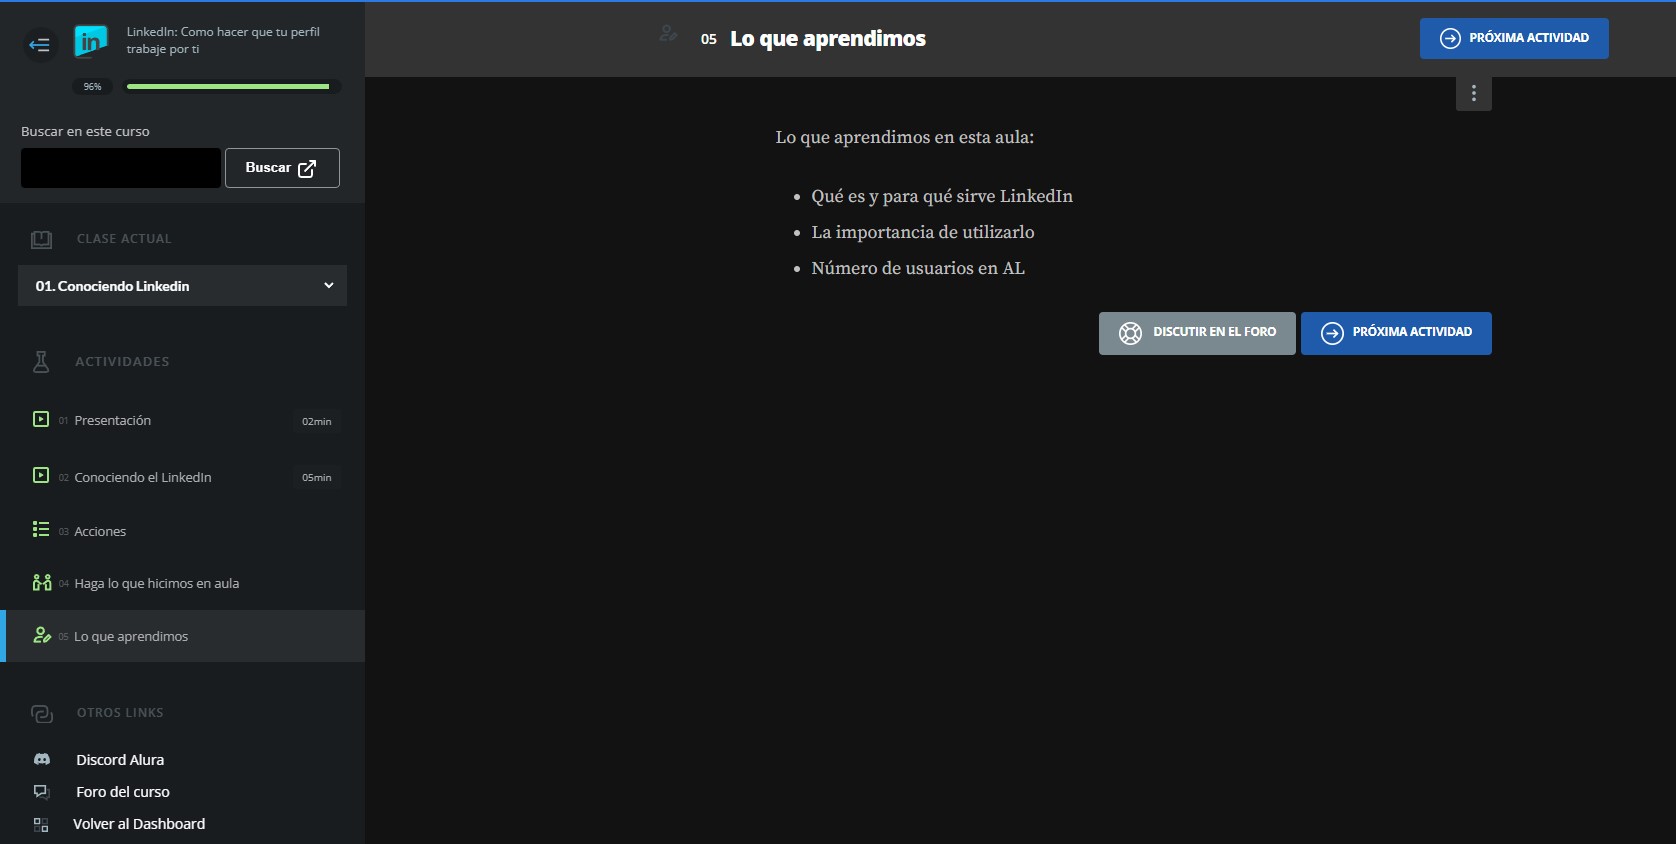 in
LinkedIn: Como hacer que tu perfil
trabaje por ti
96%
Buscar en este curso
Buscar
CLASE ACTUAL
01. Conociendo Linkedin
ACTIVIDADES
01 Presentación 02min
02 Conociendo el LinkedIn 05min
03 Acciones
04 Haga lo que hicimos en aula
05 Lo que aprendimos
OTROS LINKS
Discord Alura
Foro del curso
Volver al Dashboard
05 Lo que aprendimos
PRÓXIMA ACTIVIDAD
Lo que aprendimos en esta aula:
• Qué es y para qué sirve LinkedIn
• La importancia de utilizarlo
• Número de usuarios en AL
DISCUTIR EN EL FORO
PRÓXIMA ACTIVIDAD